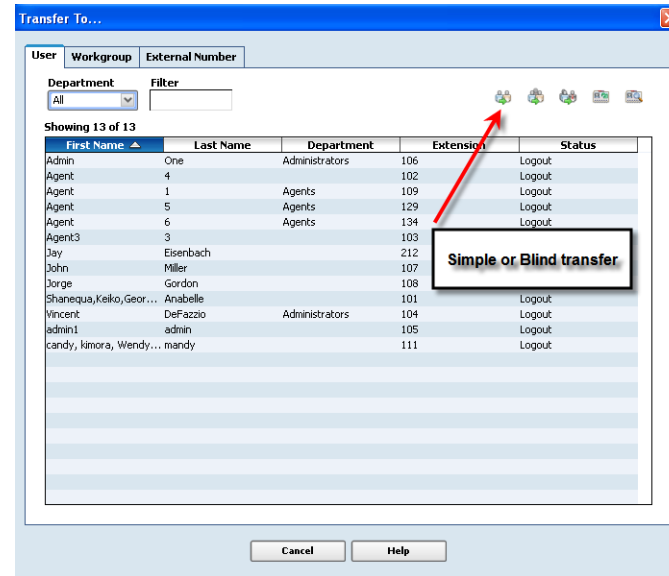 Transfer To...
User Workgroup External Number
Department Filter
All
Showing 13 of 13
First Name Last Name Department Extension Status
Admin One Administrators 106 Logout
Agent 4 102 Logout
Agent 1 Agents 109 Logout
Agent 5 Agents 129 Logout
Agent 6 Agents 134 Logout
Agent3 3 103
Jay Eisenbach 212
John Miller 107
Jorge Gordon 108
Shanequa,Keiko,Geor... Anabelle 101 Logout
Vincent DeFazzio Administrators 104 Logout
admin1 admin 105 Logout
candy, kimora, Wendy... mandy 111 Logout
Simple or Blind transfer
Cancel Help